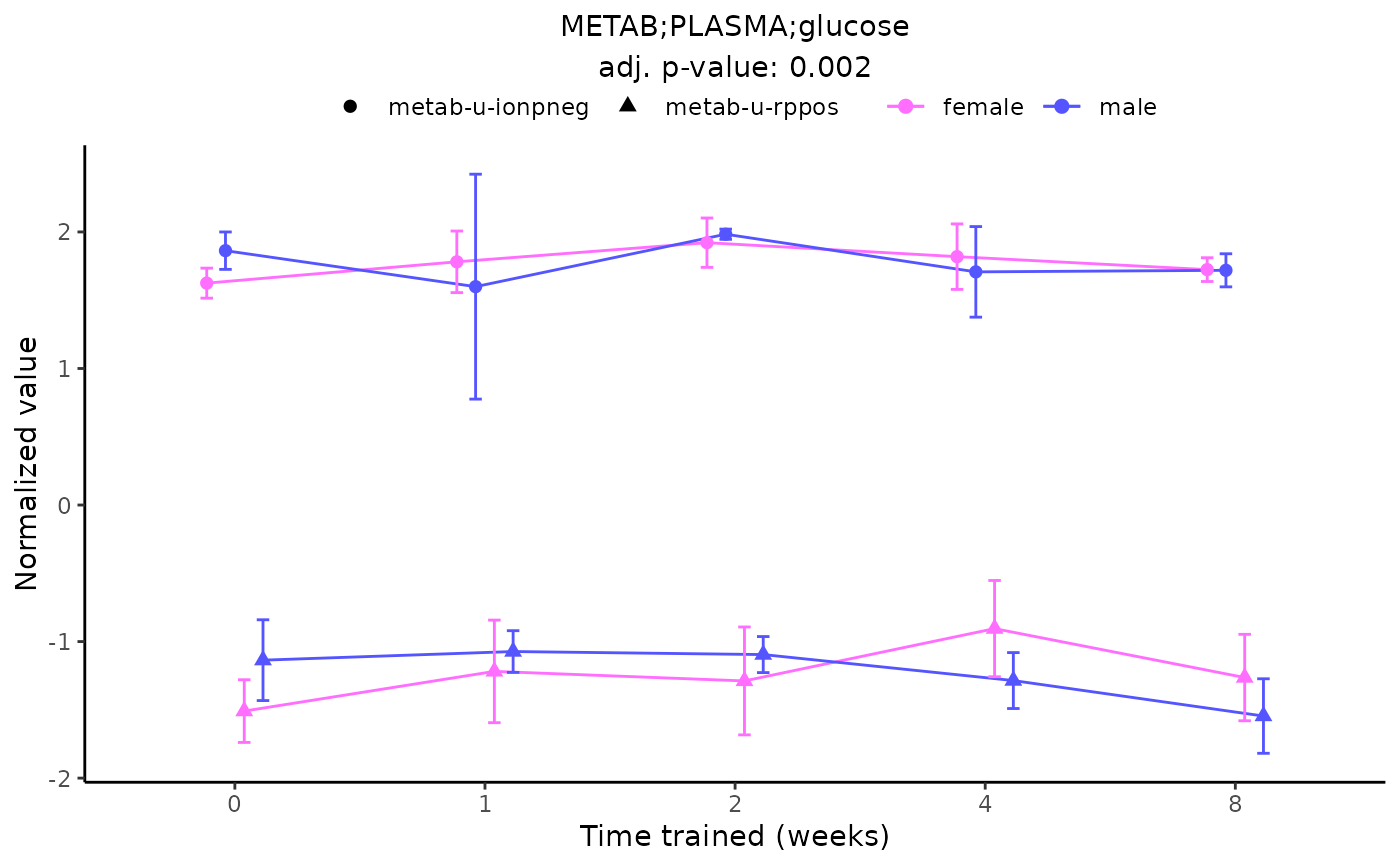 METAB;PLASMA;glucose
adj. p-value: 0.002
metab-u-ionpneg metab-u-rppos female male
Normalized value
2
1
0
-1
-2
0 1 2 4 8
Time trained (weeks)